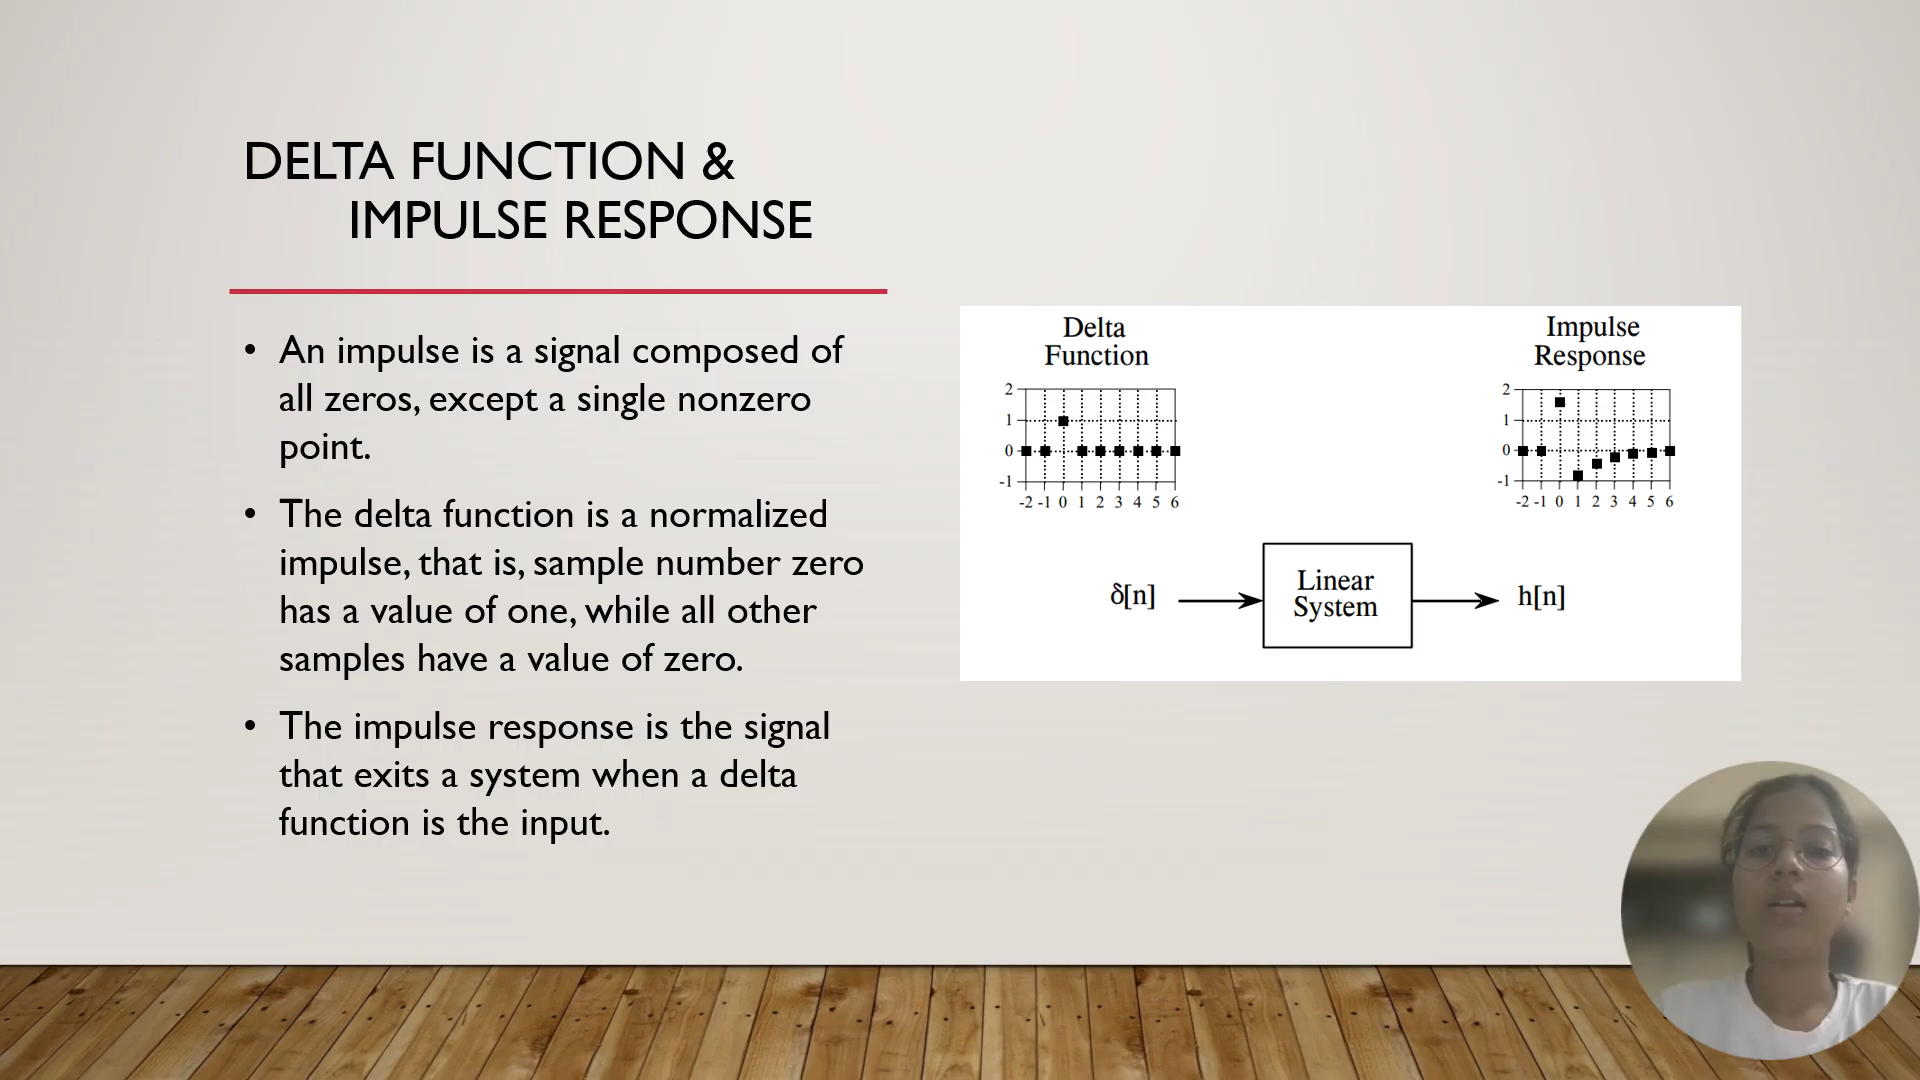 DELTA FUNCTION &
IMPULSE RESPONSE
• An impulse is a signal composed of
all zeros, except a single nonzero
point.
• The delta function is a normalized
impulse, that is, sample number zero
has a value of one, while all other
samples have a value of zero.
• The impulse response is the signal
that exits a system when a delta
function is the input.
Delta
Function
2
1
0
-1
-2 -1 0 1 2 3 4 5 6
Impulse
Response
2
1
0
-1
-2 -1 0 1 2 3 4 5 6
δ[n]
Linear
System
h[n]